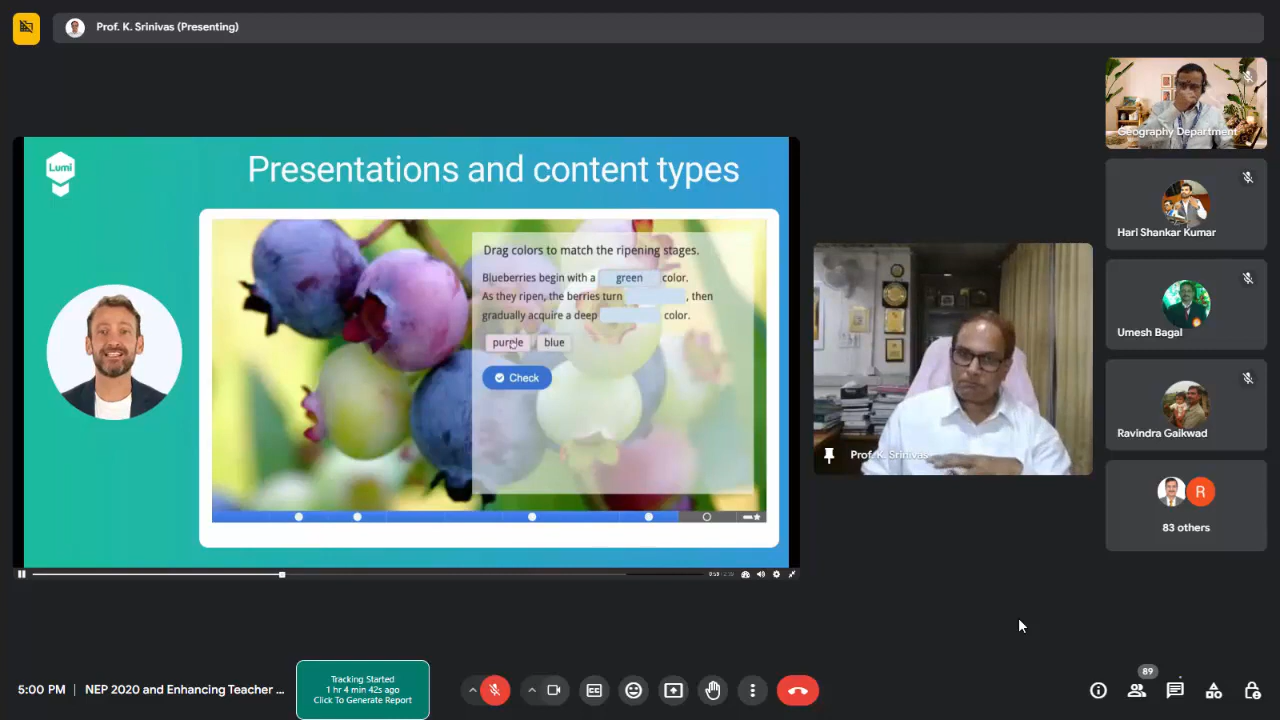 Prof. K. Srinivas (Presenting)
Lumi
Presentations and content types
Drag colors to match the ripening stages.
Blueberries begin with a green color.
As they ripen, the berries turn , then
gradually acquire a deep color.
purple blue
Check
Prof. K. Srinivas
Geography Department
Hari Shankar Kumar
Umesh Bagal
Ravindra Gaikwad
R
83 others
5:00 PM | NEP 2020 and Enhancing Teacher ...
Tracking Started
1 hr 4 min 42s ago
Click To Generate Report
CC
89